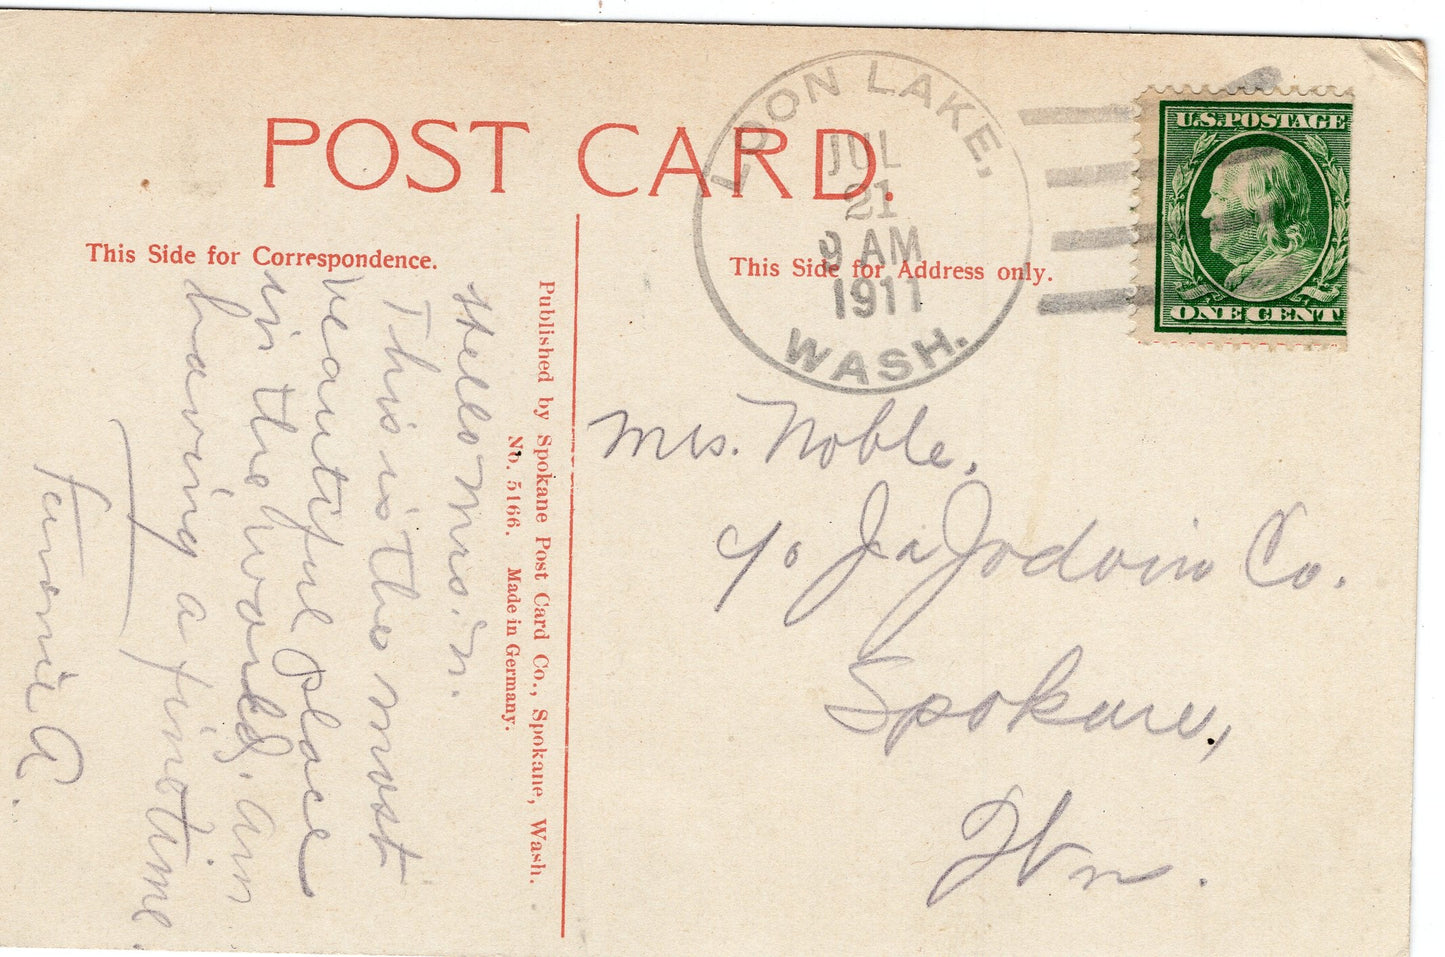 POST CARD.
LOON LAKE,
JUL
21
9 AM
1911
WASH.
U.S. POSTAGE
ONE CENT
This Side for Correspondence.
This Side for Address only.
Hello Mrs. N.
This is the most
beautiful place
in the world. Am
having a fine time
A.
Published by Spokane Post Card Co., Spokane, Wash.
No. 5166. Made in Germany.
Mrs. Noble,
c/o Jodoin Co.
Spokane,
Wn.